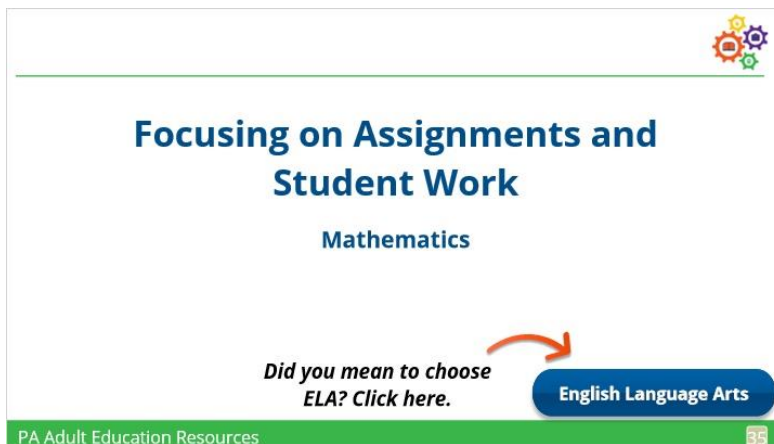 Focusing on Assignments and
Student Work
Mathematics
Did you mean to choose
ELA? Click here.
English Language Arts
PA Adult Education Resources
35